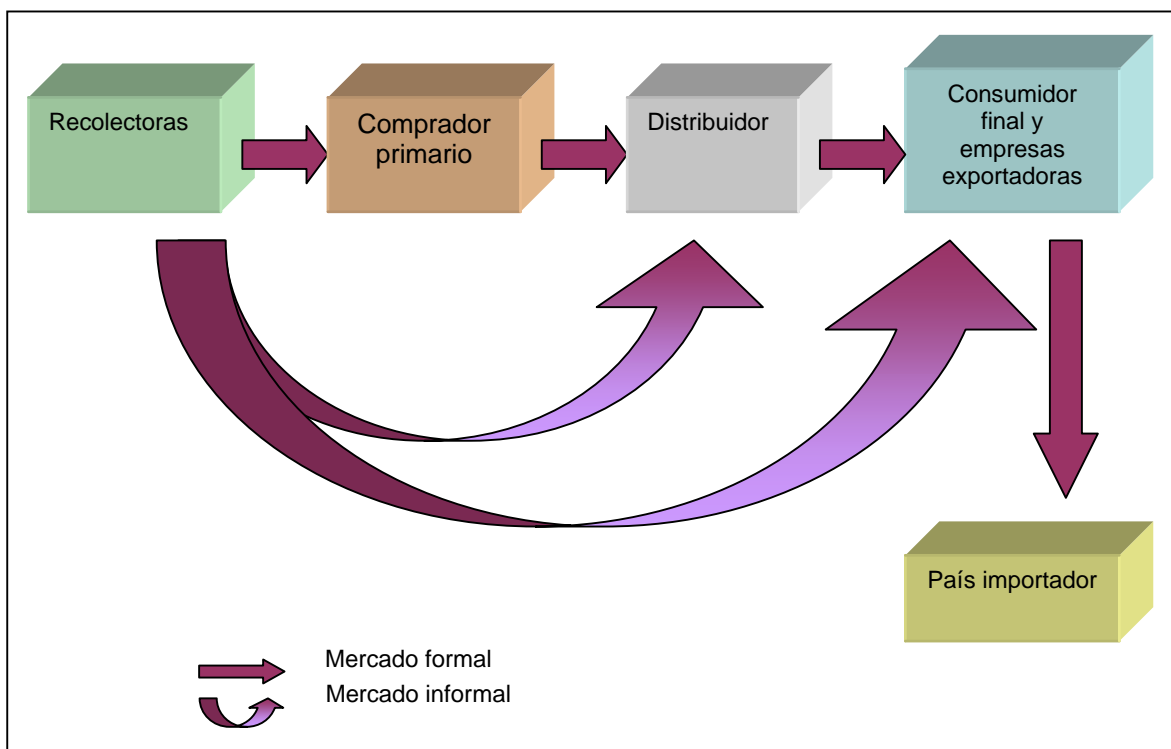 Recolectoras
Comprador
primario
Distribuidor
Consumidor
final y
empresas
exportadoras
País importador
Mercado formal
Mercado informal